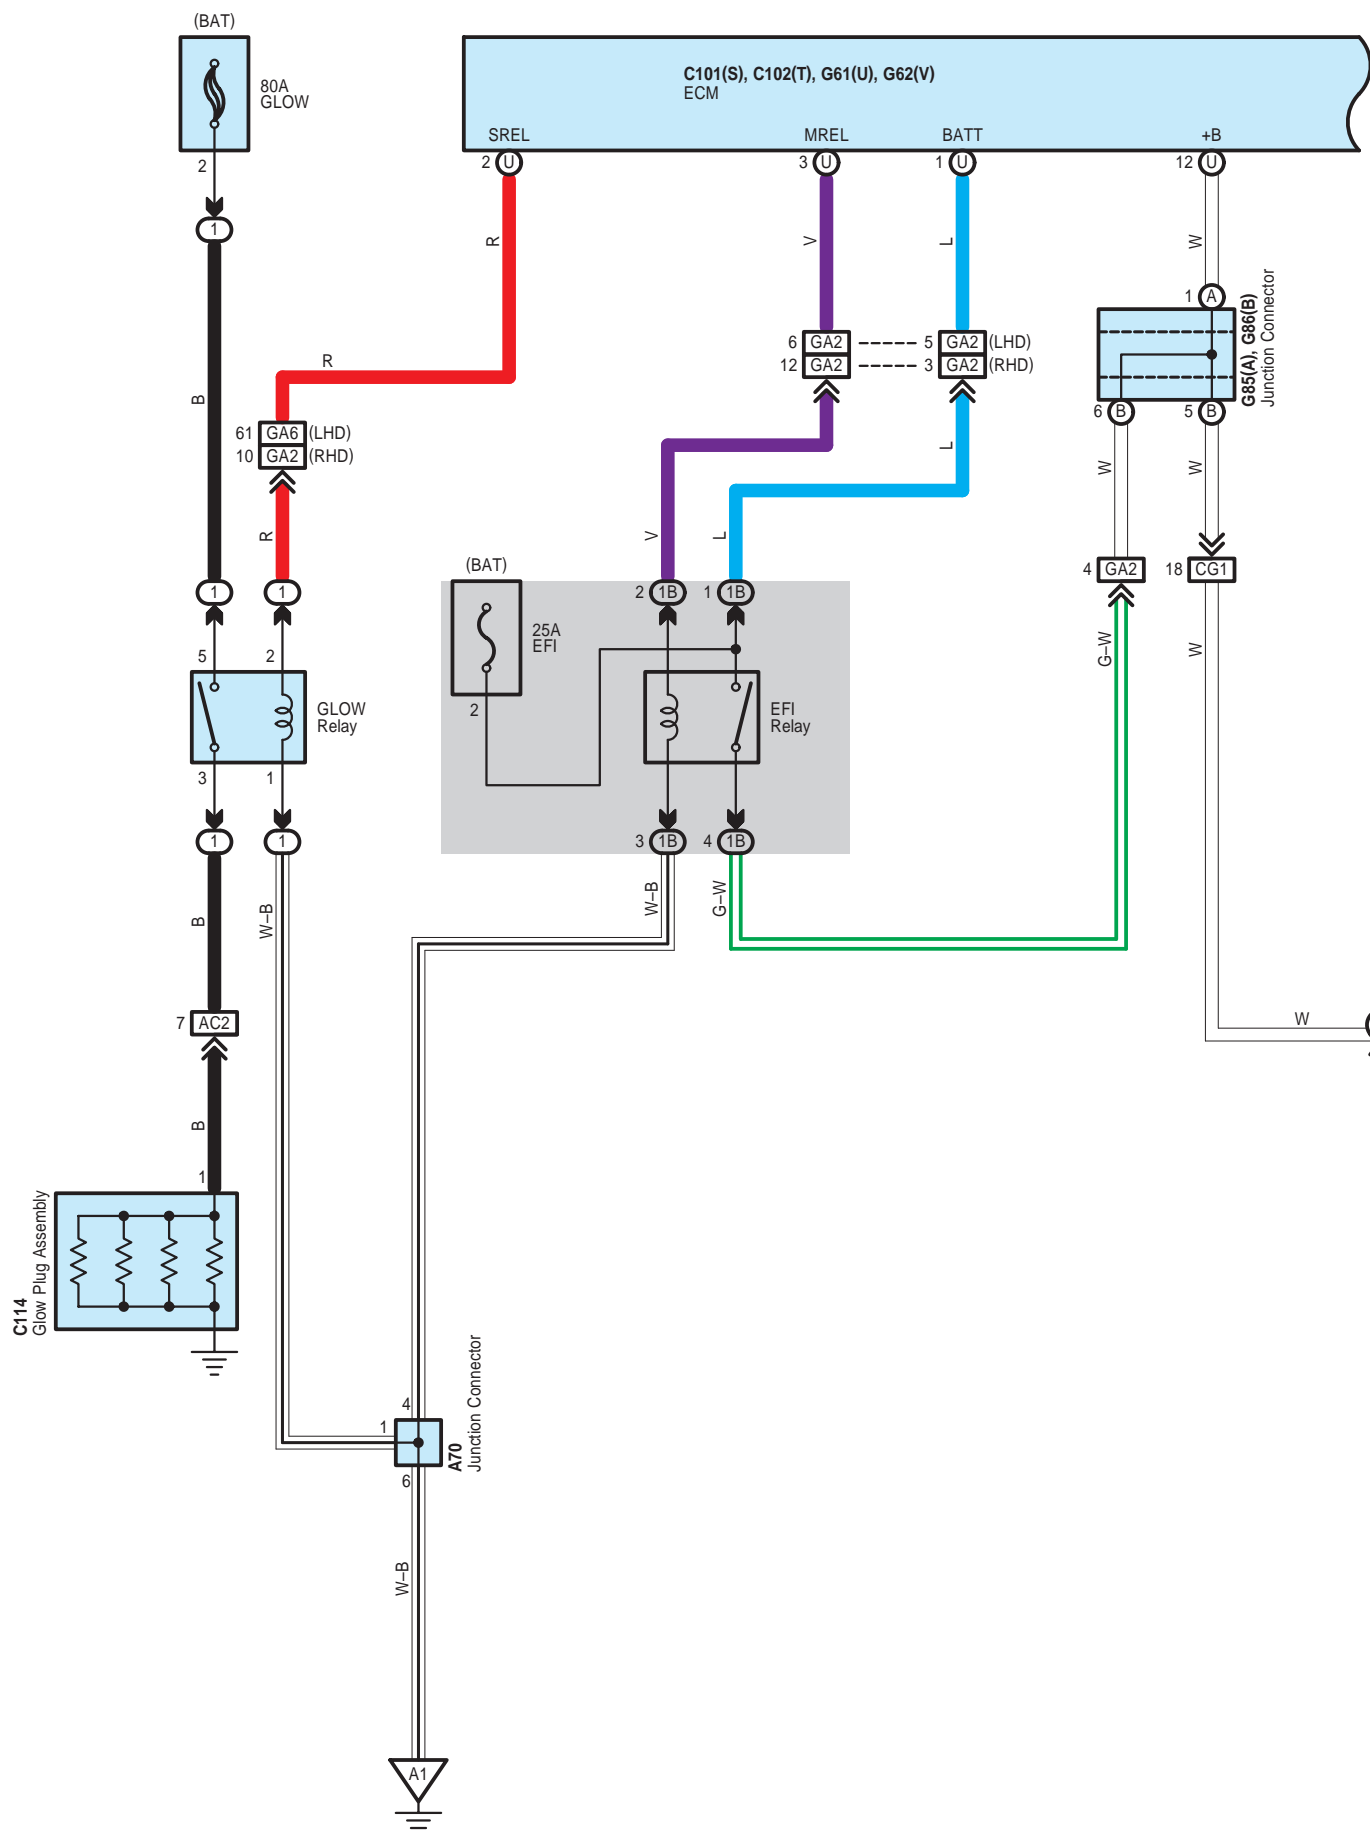 (BAT)
80A
GLOW
2
1
B
C101(S), C102(T), G61(U), G62(V)
ECM
SREL
MREL
BATT
+B
2 U
3 U
1 U
12 U
R
V
L
W
1 A
G85(A), G86(B)
Junction Connector
6 B
5 B
R
6 GA2
5 GA2 (LHD)
12 GA2
3 GA2 (RHD)
61 GA6 (LHD)
10 GA2 (RHD)
L
W
W
R
V
L
4 GA2
18 CG1
(BAT)
1
1
2 1B
1 1B
25A
EFI
2
5
2
GLOW
Relay
EFI
Relay
G–W
W
3
1
1
1
3 1B
4 1B
B
W–B
W–B
G–W
7 AC2
W
B
1
C114
Glow Plug Assembly
4
1
6
A70
Junction Connector
W–B
A1